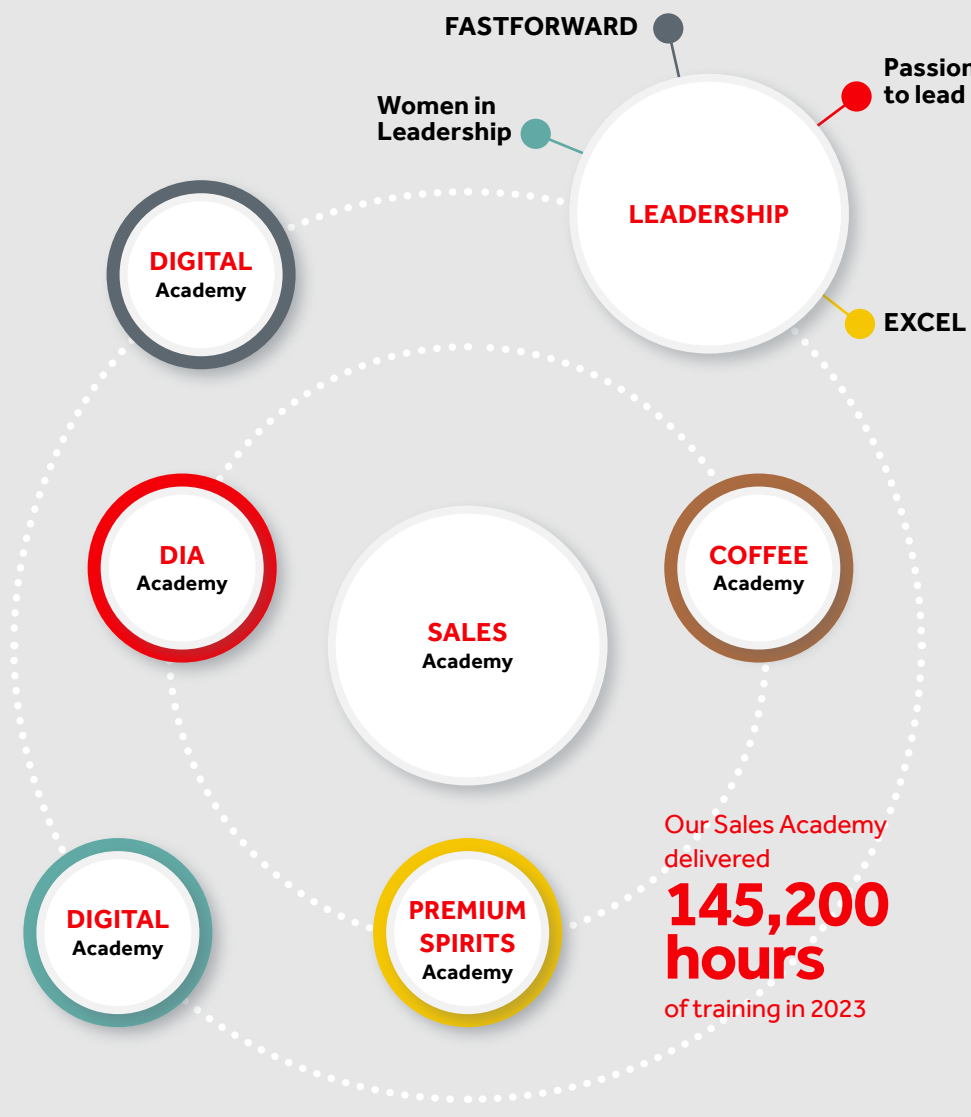 FASTFORWARD
Passion
to lead
Women in
Leadership
LEADERSHIP
DIGITAL
Academy
EXCEL
DIA
Academy
COFFEE
Academy
SALES
Academy
Our Sales Academy
delivered
145,200
hours
of training in 2023
DIGITAL
Academy
PREMIUM
SPIRITS
Academy